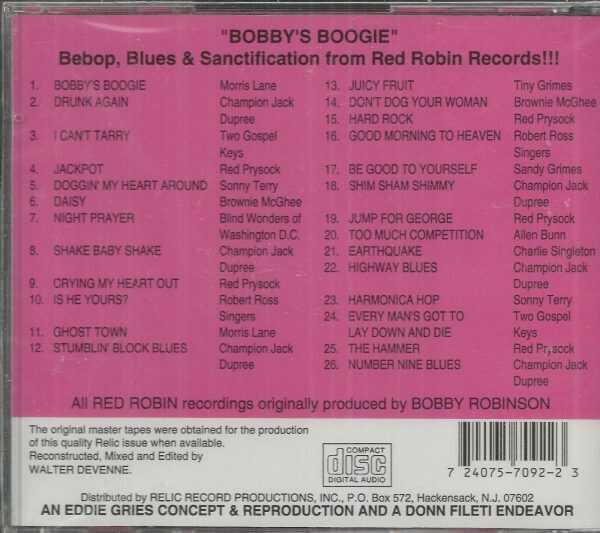 "BOBBY'S BOOGIE"
Bebop, Blues & Sanctification from Red Robin Records!!!
1. BOBBY'S BOOGIE Morris Lane
2. DRUNK AGAIN Champion Jack
Dupree
3. I CAN'T TARRY Two Gospel
Keys
4. JACKPOT Red Prysock
5. DOGGIN' MY HEART AROUND Sonny Terry
6. DAISY Brownie McGhee
7. NIGHT PRAYER Blind Wonders of
Washington D.C.
8. SHAKE BABY SHAKE Champion Jack
Dupree
9. CRYING MY HEART OUT Red Prysock
10. IS HE YOURS? Robert Ross
Singers
11. GHOST TOWN Morris Lane
12. STUMBLIN' BLOCK BLUES Champion Jack
Dupree
13. JUICY FRUIT Tiny Grimes
14. DON'T DOG YOUR WOMAN Brownie McGhee
15. HARD ROCK Red Prysock
16. GOOD MORNING TO HEAVEN Robert Ross
Singers
17. BE GOOD TO YOURSELF Sandy Grimes
18. SHIM SHAM SHIMMY Champion Jack
Dupree
19. JUMP FOR GEORGE Red Prysock
20. TOO MUCH COMPETITION Allen Bunn
21. EARTHQUAKE Charlie Singleton
22. HIGHWAY BLUES Champion Jack
Dupree
23. HARMONICA HOP Sonny Terry
24. EVERY MAN'S GOT TO Two Gospel
LAY DOWN AND DIE Keys
25. THE HAMMER Red Prysock
26. NUMBER NINE BLUES Champion Jack
Dupree
All RED ROBIN recordings originally produced by BOBBY ROBINSON
The original master tapes were obtained for the production
of this quality Relic issue when available.
Reconstructed, Mixed and Edited by
WALTER DEVENNE.
COMPACT
disc
DIGITAL AUDIO
7 24075-7092-2 3
Distributed by RELIC RECORD PRODUCTIONS, INC., P.O. Box 572, Hackensack, N.J. 07602
AN EDDIE GRIES CONCEPT & REPRODUCTION AND A DONN FILETI ENDEAVOR